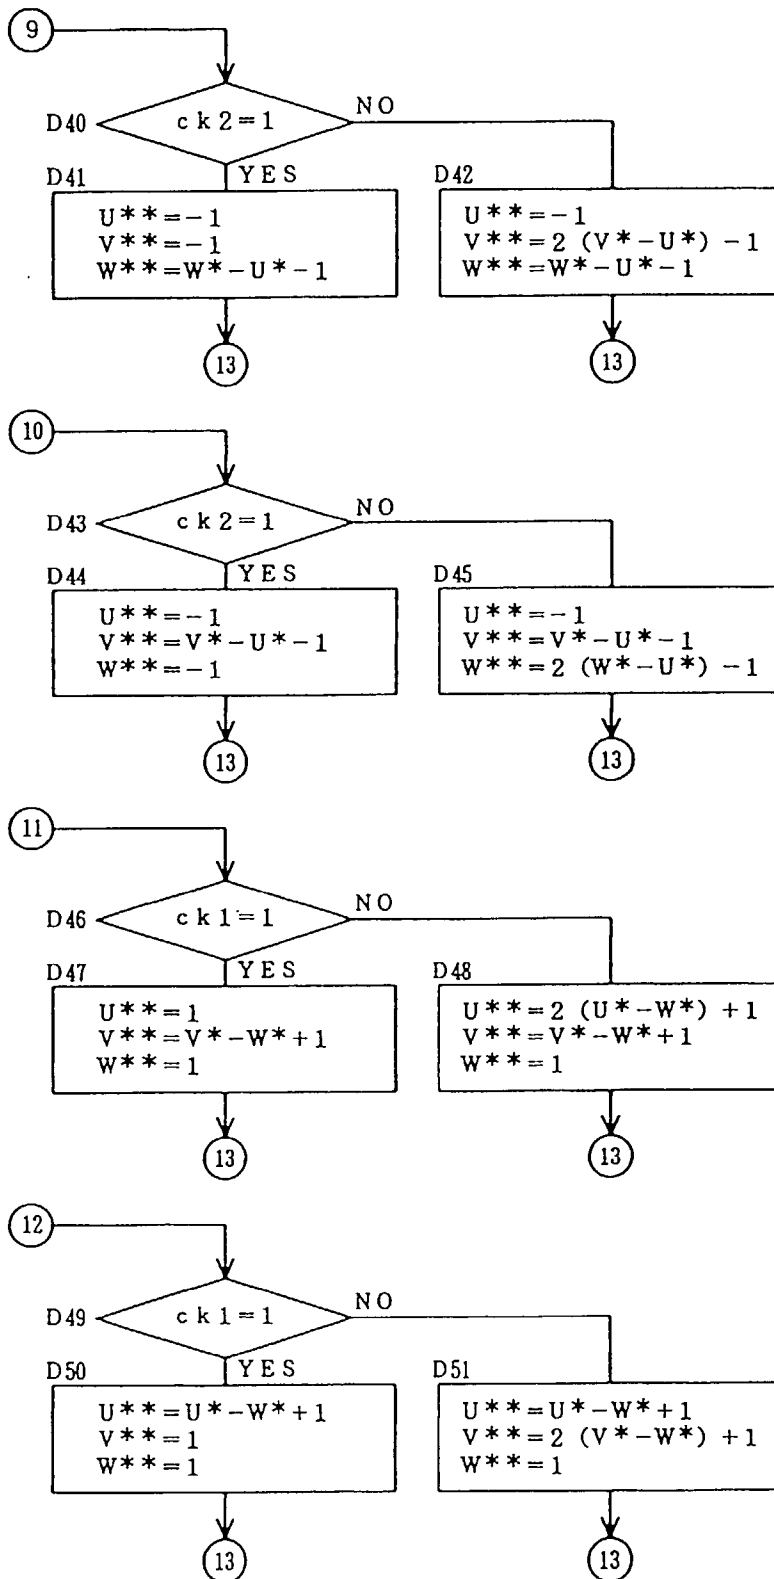 9
D40
ck2=1
NO
YES
D41
U**=-1
V**=-1
W**=W*-U*-1
13
D42
U**=-1
V**=2 (V*-U*)-1
W**=W*-U*-1
13
10
D43
ck2=1
NO
YES
D44
U**=-1
V**=V*-U*-1
W**=-1
13
D45
U**=-1
V**=V*-U*-1
W**=2 (W*-U*)-1
13
11
D46
ck1=1
NO
YES
D47
U**=1
V**=V*-W*+1
W**=1
13
D48
U**=2 (U*-W*)+1
V**=V*-W*+1
W**=1
13
12
D49
ck1=1
NO
YES
D50
U**=U*-W*+1
V**=1
W**=1
13
D51
U**=U*-W*+1
V**=2 (V*-W*)+1
W**=1
13